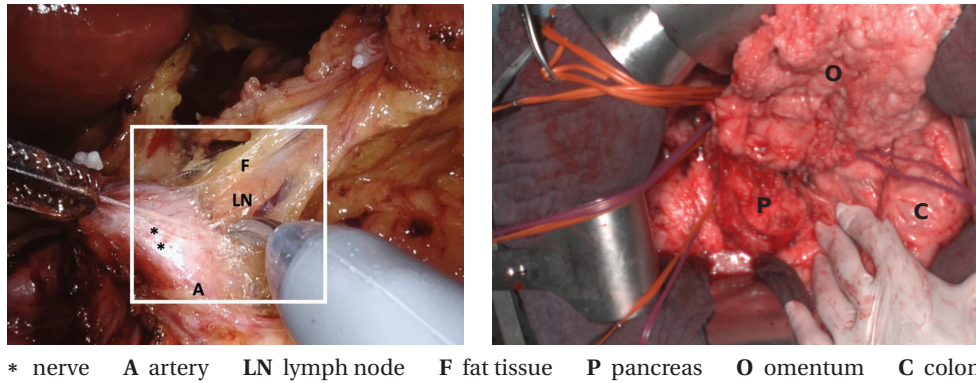 F
LN
*
*
A
O
P
C
* nerve A artery LN lymph node F fat tissue P pancreas O omentum C colon